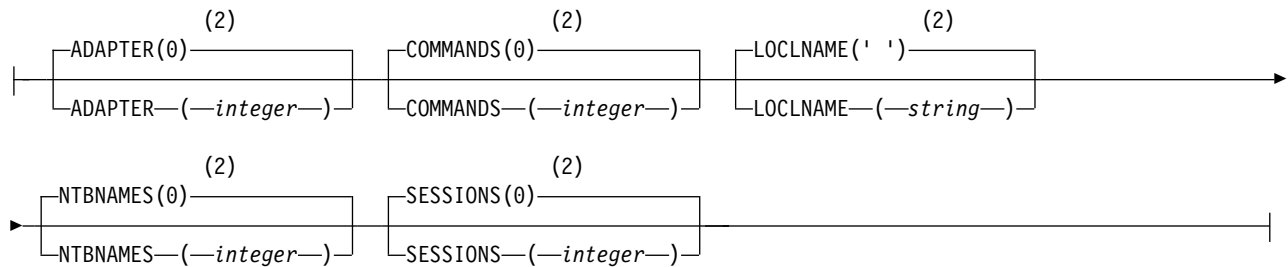 (2) (2) (2)
ADAPTER(0) COMMANDS(0) LOCLNAME(' ')
ADAPTER (integer) COMMANDS (integer) LOCLNAME (string)
(2) (2)
NTBNAMES(0) SESSIONS(0)
NTBNAMES (integer) SESSIONS (integer)